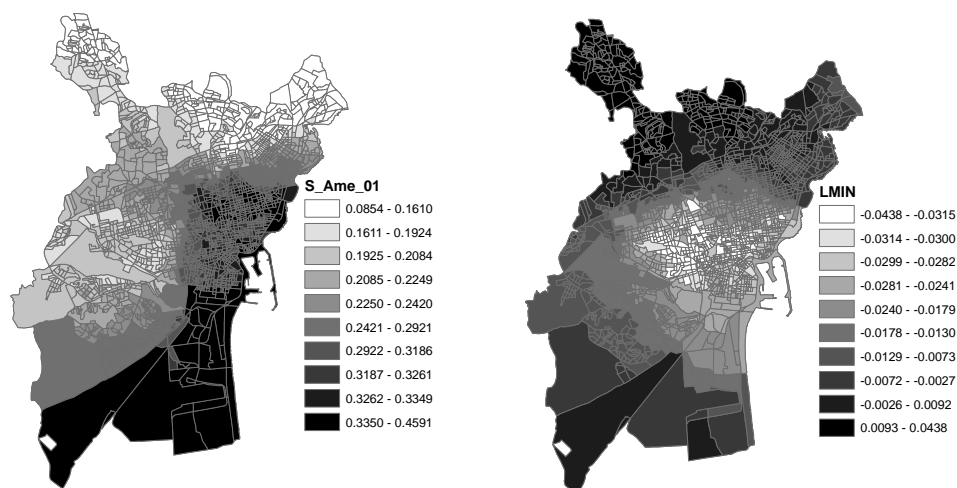 S_Ame_01
0.0854 - 0.1610
0.1611 - 0.1924
0.1925 - 0.2084
0.2085 - 0.2249
0.2250 - 0.2420
0.2421 - 0.2921
0.2922 - 0.3186
0.3187 - 0.3261
0.3262 - 0.3349
0.3350 - 0.4591
LMIN
-0.0438 - -0.0315
-0.0314 - -0.0300
-0.0299 - -0.0282
-0.0281 - -0.0241
-0.0240 - -0.0179
-0.0178 - -0.0130
-0.0129 - -0.0073
-0.0072 - -0.0027
-0.0026 - 0.0092
0.0093 - 0.0438